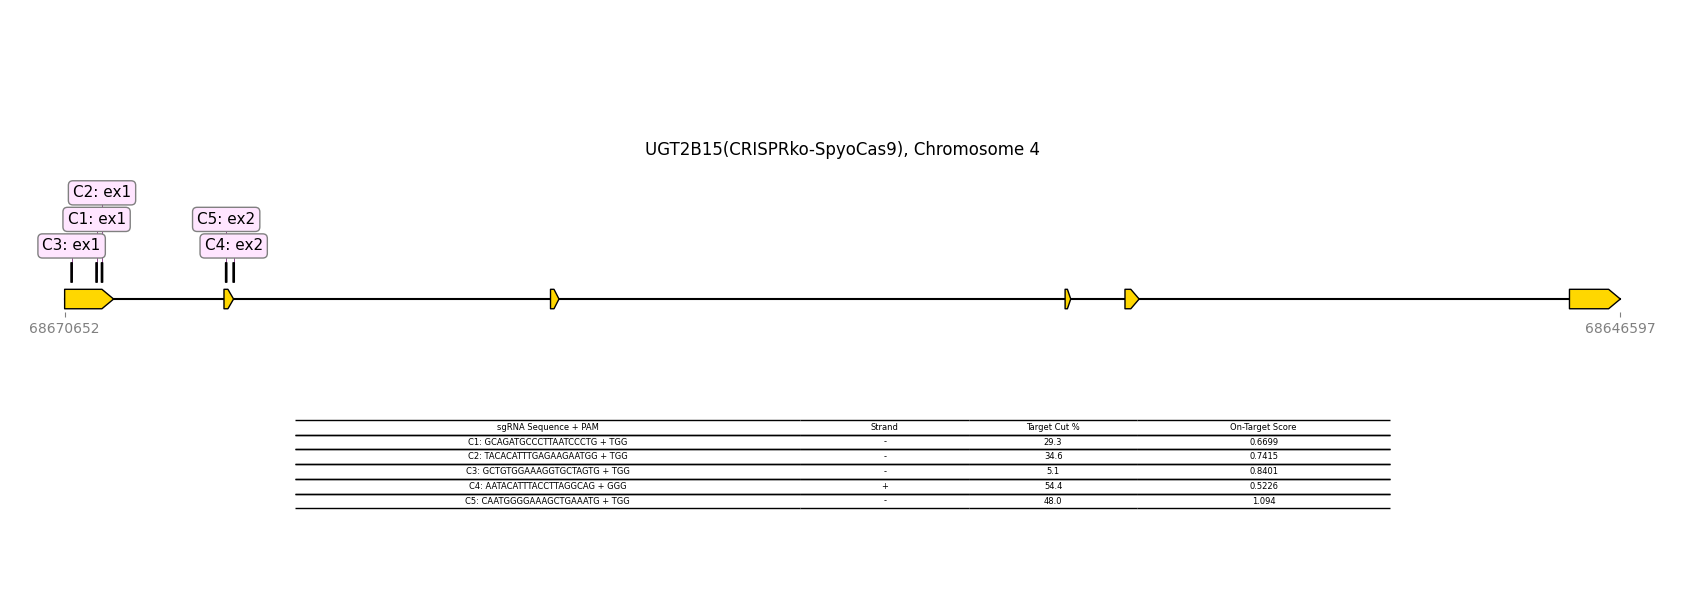 UGT2B15(CRISPRko-SpyoCas9), Chromosome 4
C2: ex1
C1: ex1
C5: ex2
C3: ex1
C4: ex2
68670652
68646597
sgRNA Sequence + PAM Strand Target Cut % On-Target Score
C1: GCAGATGCCCTTAATCCCTG + TGG - 29.3 0.6699
C2: TACACATTTGAGAAGAATGG + TGG - 34.6 0.7415
C3: GCTGTGGAAAGGTGCTAGTG + TGG - 5.1 0.8401
C4: AATACATTTACCTTAGGCAG + GGG + 54.4 0.5226
C5: CAATGGGGAAAGCTGAAATG + TGG - 48.0 1.094